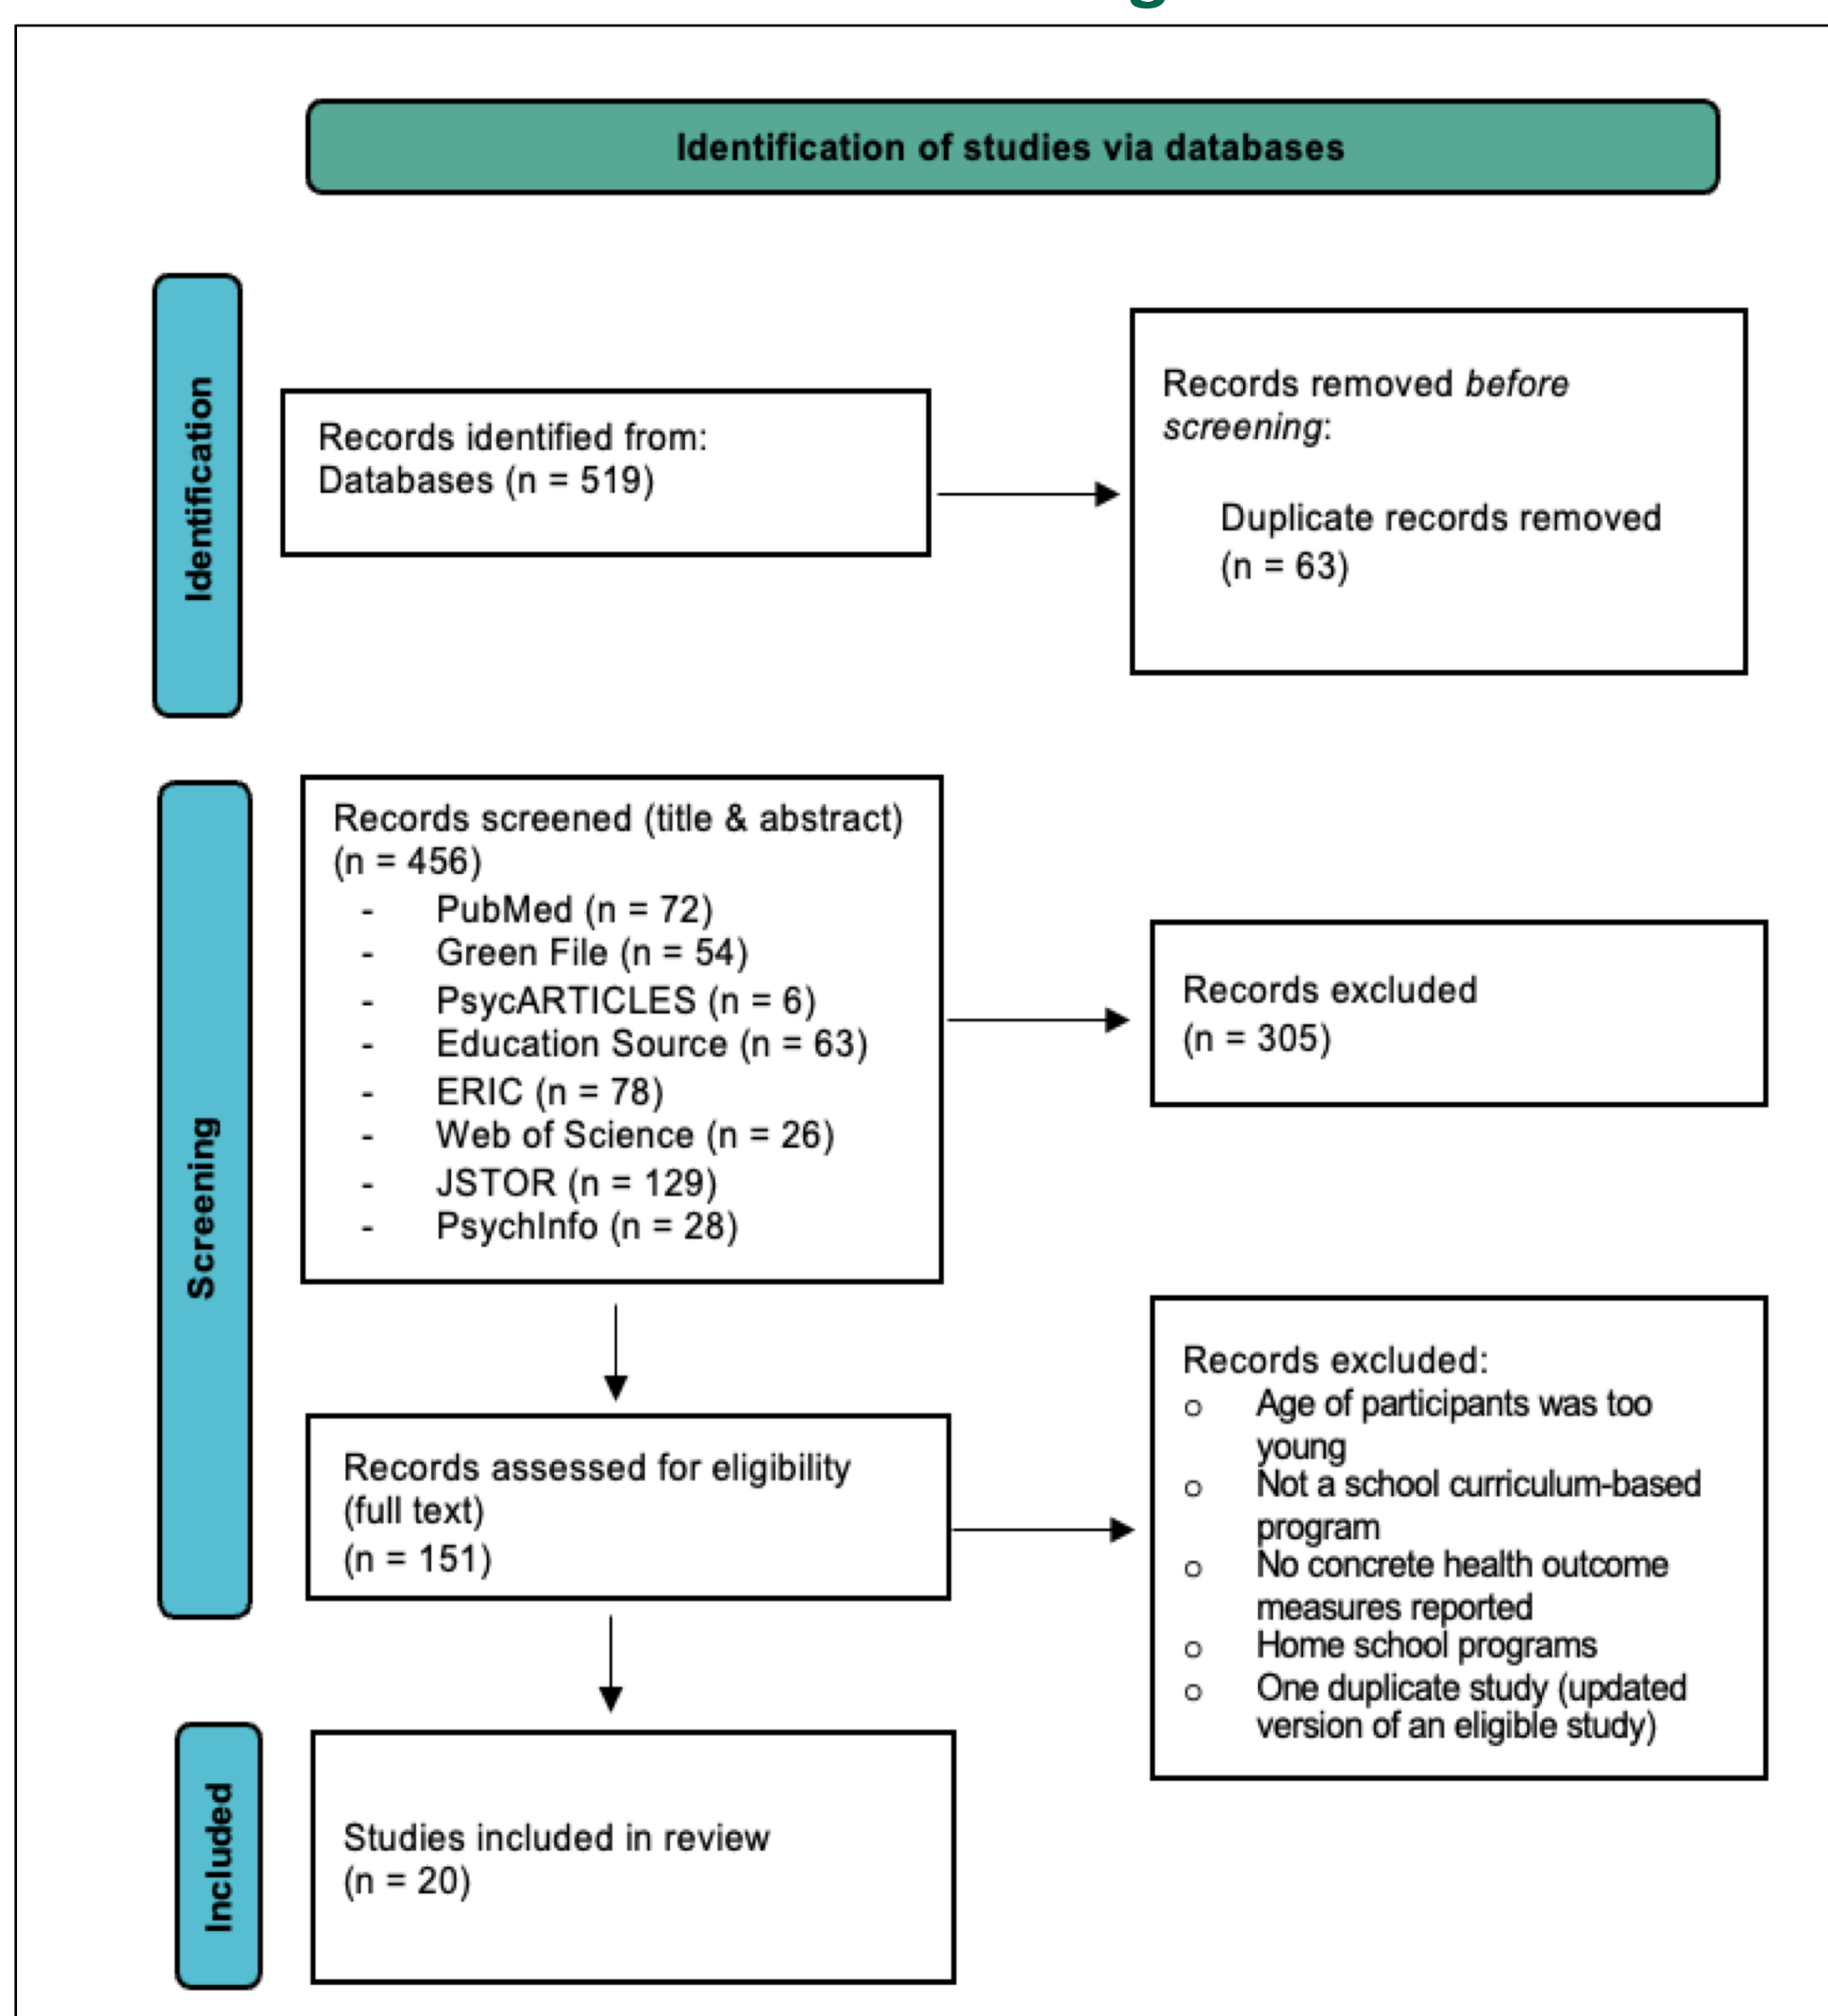 Identification of studies via databases
Identification
Records identified from:
Databases (n = 519)
Records removed before
screening:
Duplicate records removed
(n = 63)
Screening
Records screened (title & abstract)
(n = 456)
- PubMed (n = 72)
- Green File (n = 54)
- PsycARTICLES (n = 6)
- Education Source (n = 63)
- ERIC (n = 78)
- Web of Science (n = 26)
- JSTOR (n = 129)
- PsychInfo (n = 28)
Records excluded
(n = 305)
Records assessed for eligibility
(full text)
(n = 151)
Records excluded:
o Age of participants was too
young
o Not a school curriculum-based
program
o No concrete health outcome
measures reported
o Home school programs
o One duplicate study (updated
version of an eligible study)
Included
Studies included in review
(n = 20)